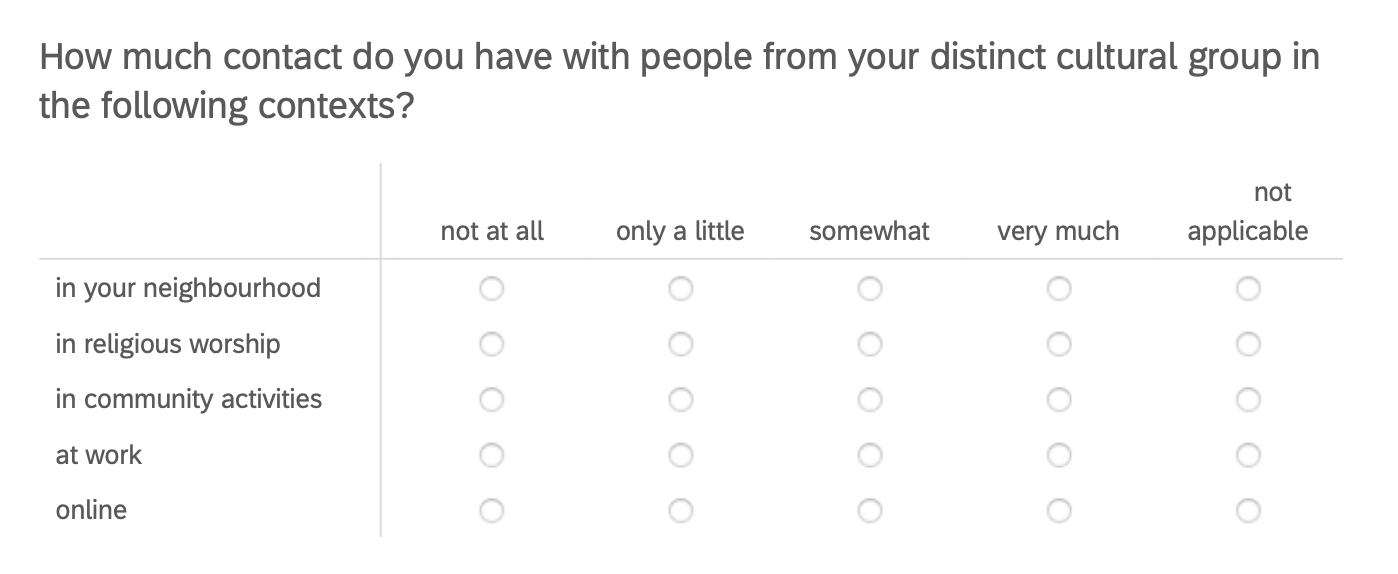 How much contact do you have with people from your distinct cultural group in
the following contexts?
not at all only a little somewhat very much not applicable
in your neighbourhood
in religious worship
in community activities
at work
online